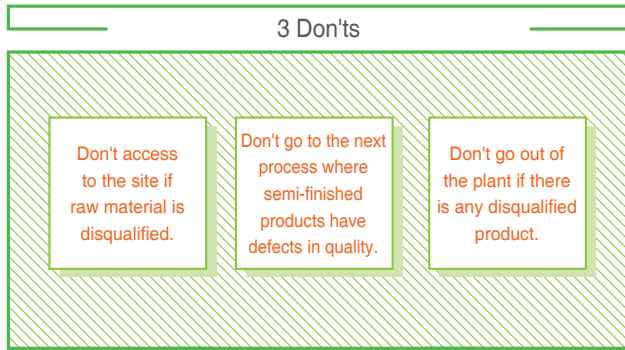 3 Don'ts
Don't access
to the site if
raw material is
disqualified.
Don't go to the next
process where
semi-finished
products have
defects in quality.
Don't go out of
the plant if there
is any disqualified
product.